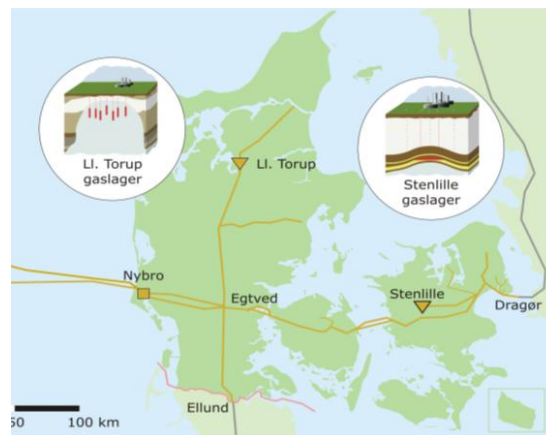 Ll. Torup
gaslager
Stenlille
gaslager
Ll. Torup
Nybro
Egtved
Stenlille
Dragør
Ellund
50
100 km